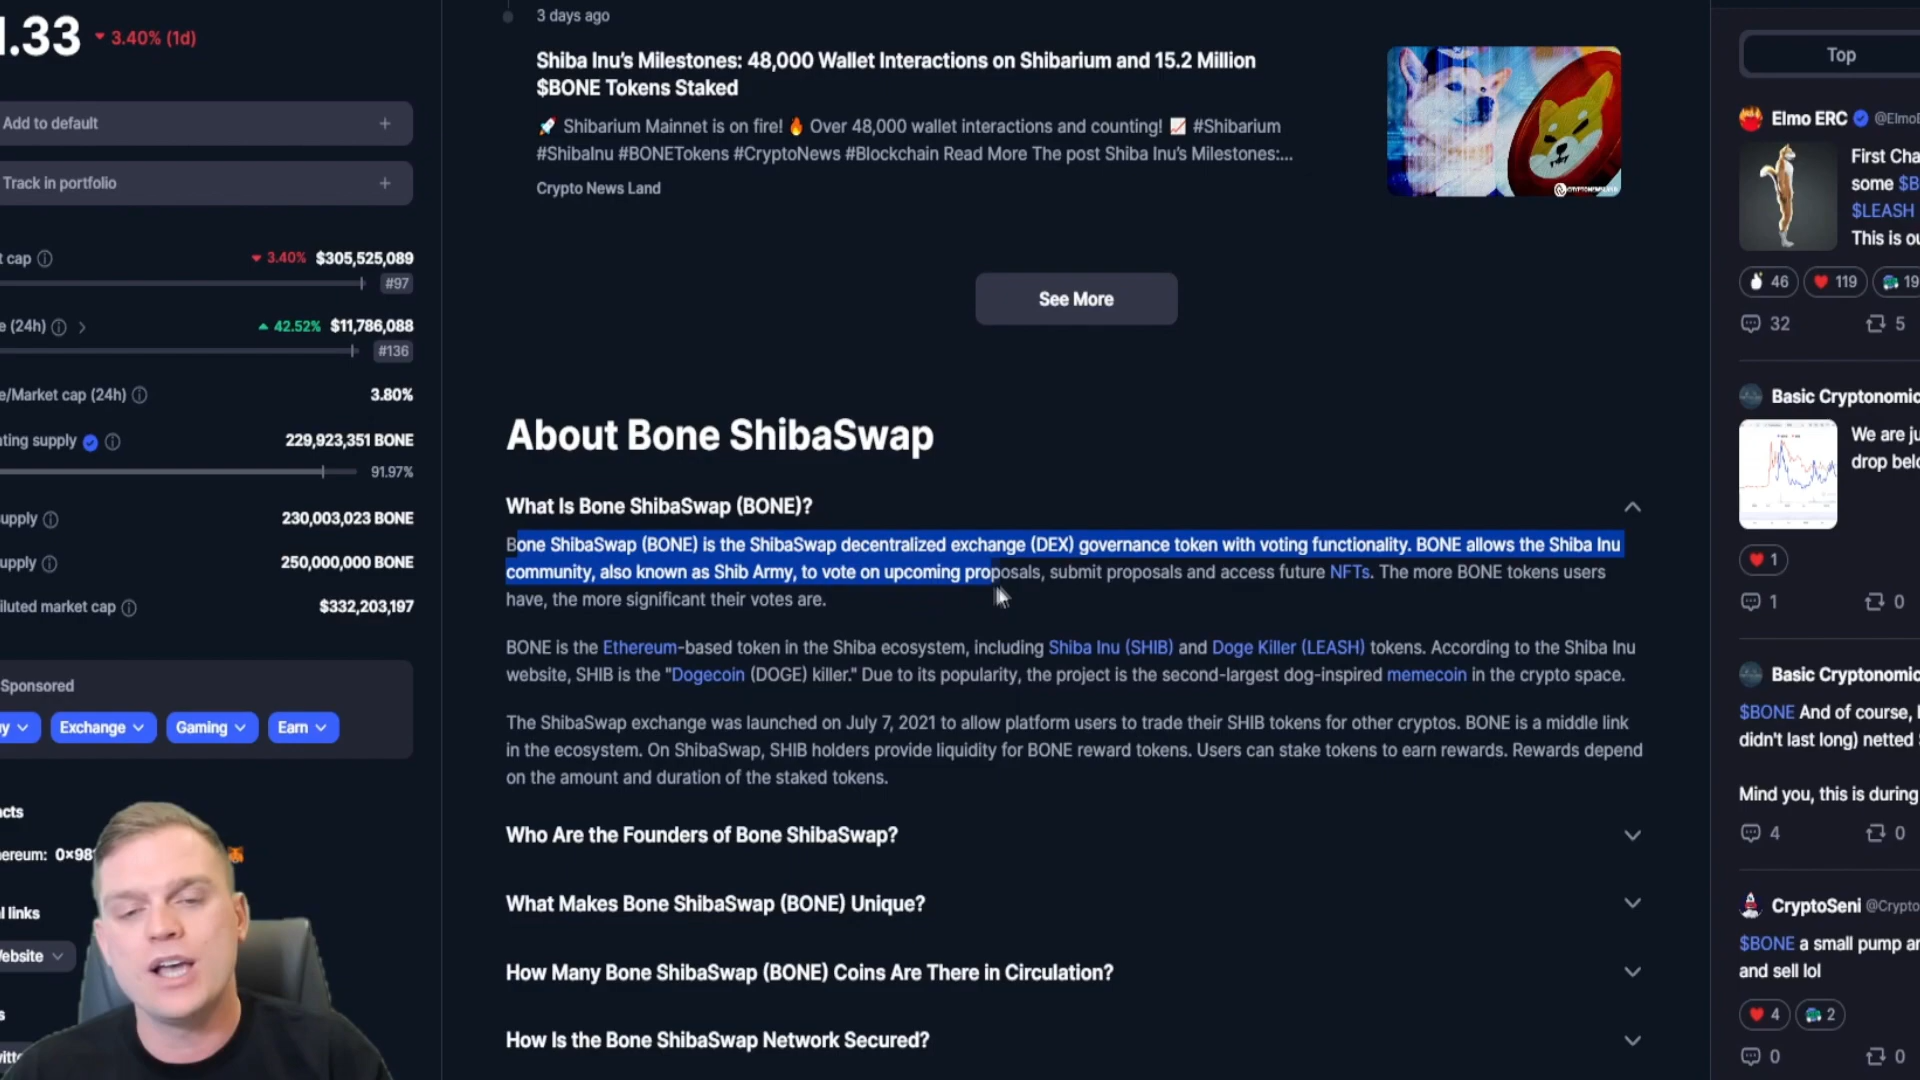 1.33 3.40% (1d)
Add to default +
Track in portfolio +
t cap 3.40% $305,525,089
#97
e (24h) 42.52% $11,786,088
#136
e/Market cap (24h) 3.80%
ating supply 229,923,351 BONE
91.97%
supply 230,003,023 BONE
supply 250,000,000 BONE
iluted market cap $332,203,197
Sponsored
y Exchange Gaming Earn
acts
ereum: 0x98
l links
Website
s
witte
3 days ago
Shiba Inu's Milestones: 48,000 Wallet Interactions on Shibarium and 15.2 Million
$BONE Tokens Staked
🚀 Shibarium Mainnet is on fire! 🔥 Over 48,000 wallet interactions and counting! 📈 #Shibarium
#ShibaInu #BONETokens #CryptoNews #Blockchain Read More The post Shiba Inu's Milestones:...
Crypto News Land
CRYPTONEWSLAND
See More
About Bone ShibaSwap
What Is Bone ShibaSwap (BONE)?
Bone ShibaSwap (BONE) is the ShibaSwap decentralized exchange (DEX) governance token with voting functionality. BONE allows the Shiba Inu
community, also known as Shib Army, to vote on upcoming proposals, submit proposals and access future NFTs. The more BONE tokens users
have, the more significant their votes are.
BONE is the Ethereum-based token in the Shiba ecosystem, including Shiba Inu (SHIB) and Doge Killer (LEASH) tokens. According to the Shiba Inu
website, SHIB is the "Dogecoin (DOGE) killer." Due to its popularity, the project is the second-largest dog-inspired memecoin in the crypto space.
The ShibaSwap exchange was launched on July 7, 2021 to allow platform users to trade their SHIB tokens for other cryptos. BONE is a middle link
in the ecosystem. On ShibaSwap, SHIB holders provide liquidity for BONE reward tokens. Users can stake tokens to earn rewards. Rewards depend
on the amount and duration of the staked tokens.
Who Are the Founders of Bone ShibaSwap?
What Makes Bone ShibaSwap (BONE) Unique?
How Many Bone ShibaSwap (BONE) Coins Are There in Circulation?
How Is the Bone ShibaSwap Network Secured?
Top
Elmo ERC @ElmoE
First Cha
some $B
$LEASH
This is ou
46 119 19
32 5
Basic Cryptonomic
We are ju
drop belo
1
1 0
Basic Cryptonomic
$BONE And of course,
didn't last long) netted
Mind you, this is during
4 0
CryptoSeni @Crypto
$BONE a small pump an
and sell lol
4 2
0 0